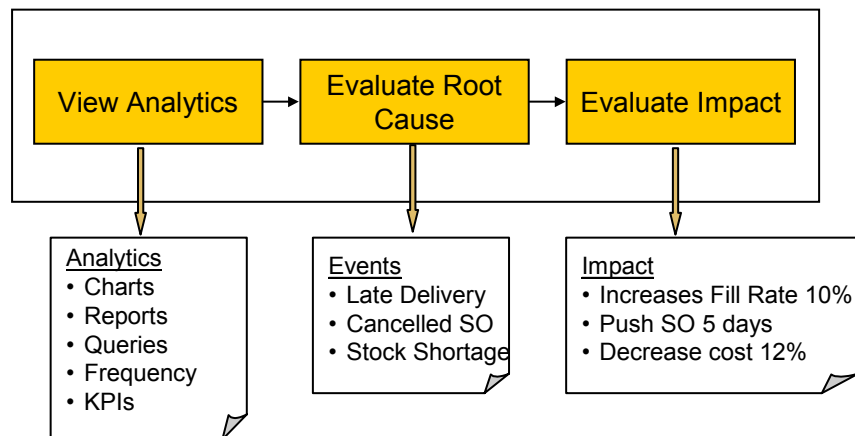 View Analytics
Evaluate Root
Cause
Evaluate Impact
Analytics
• Charts
• Reports
• Queries
• Frequency
• KPIs
Events
• Late Delivery
• Cancelled SO
• Stock Shortage
Impact
• Increases Fill Rate 10%
• Push SO 5 days
• Decrease cost 12%